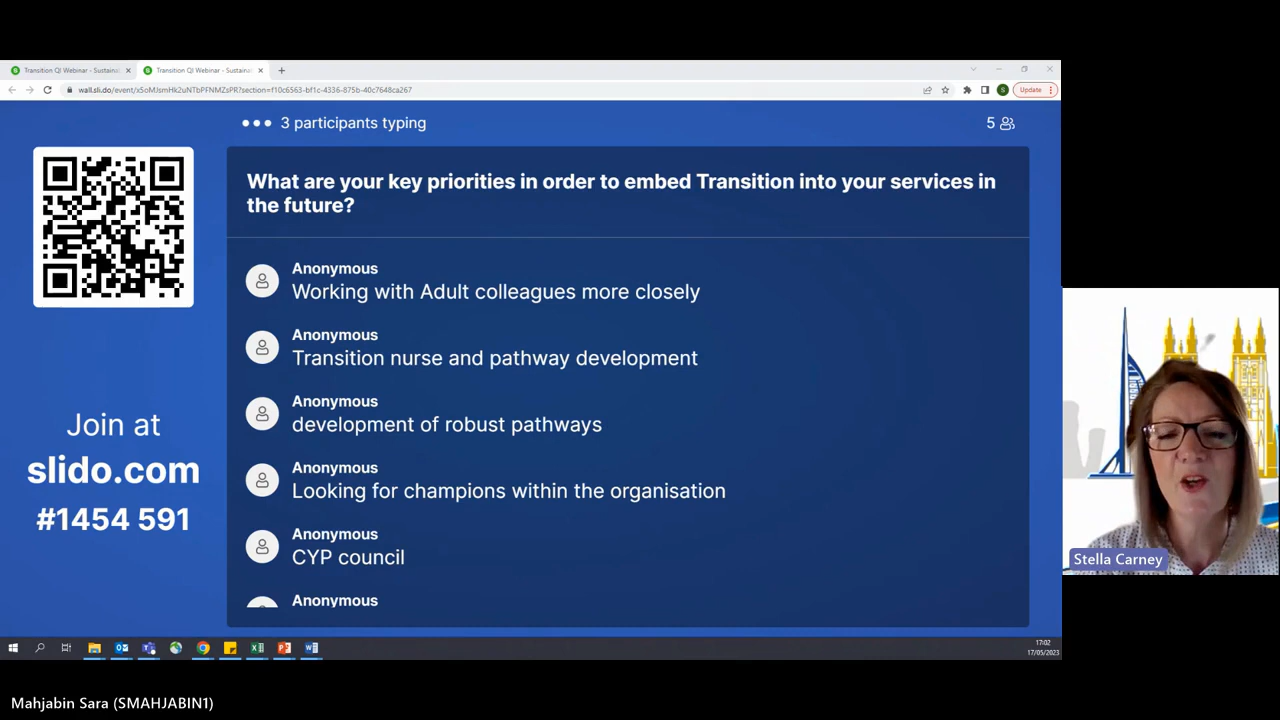 Transition QI Webinar - Sustaina
Transition QI Webinar - Sustaina
wall.sli.do/event/x5oMJsmHk2uNTbPFNMZsPR?section=f10c6563-bf1c-4336-875b-40c7648ca267
Update
3 participants typing
5
What are your key priorities in order to embed Transition into your services in
the future?
Anonymous
Working with Adult colleagues more closely
Anonymous
Transition nurse and pathway development
Anonymous
development of robust pathways
Anonymous
Looking for champions within the organisation
Anonymous
CYP council
Anonymous
Join at
slido.com
#1454 591
Stella Carney
17:02
17/05/2023
Mahjabin Sara (SMAHJABIN1)